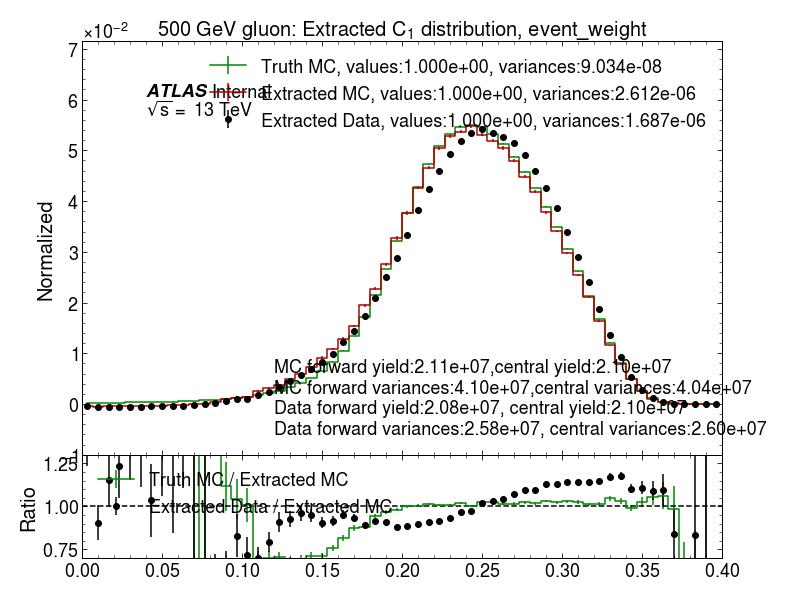 ×10⁻²
500 GeV gluon: Extracted C₁ distribution, event_weight
Truth MC, values:1.000e+00, variances:9.034e-08
ATLAS Internal
Extracted MC, values:1.000e+00, variances:2.612e-06
√s = 13 TeV
Extracted Data, values:1.000e+00, variances:1.687e-06
7
6
5
4
3
2
1
0
1
Normalized
MC forward yield:2.11e+07,central yield:2.10e+07
MC forward variances:4.10e+07,central variances:4.04e+07
Data forward yield:2.08e+07, central yield:2.10e+07
Data forward variances:2.58e+07, central variances:2.60e+07
Truth MC / Extracted MC
Extracted Data / Extracted MC
1.25
1.00
0.75
Ratio
0.00 0.05 0.10 0.15 0.20 0.25 0.30 0.35 0.40